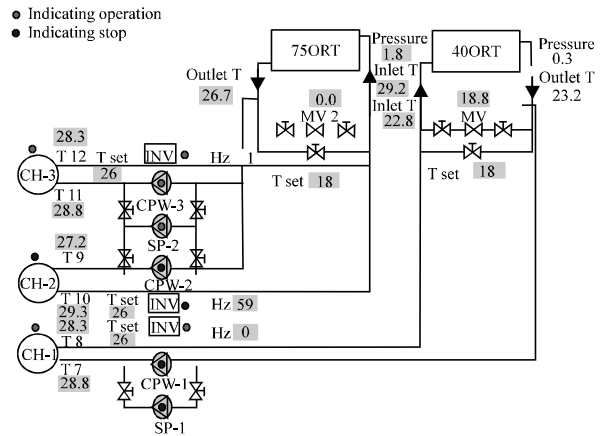 Indicating operation
Indicating stop
75ORT
40ORT
Pressure
1.8
Inlet T
29.2
Inlet T
22.8
Pressure
0.3
Outlet T
23.2
Outlet T
26.7
0.0
MV 2
18.8
MV
28.3
T 12
T set
26
INV
Hz 1
T set 18
T set 18
CH-3
T 11
28.8
CPW-3
SP-2
27.2
T 9
CPW-2
CH-2
T 10
29.3
T set
26
INV
Hz 59
28.3
T 8
T set
26
INV
Hz 0
CH-1
T 7
28.8
CPW-1
SP-1